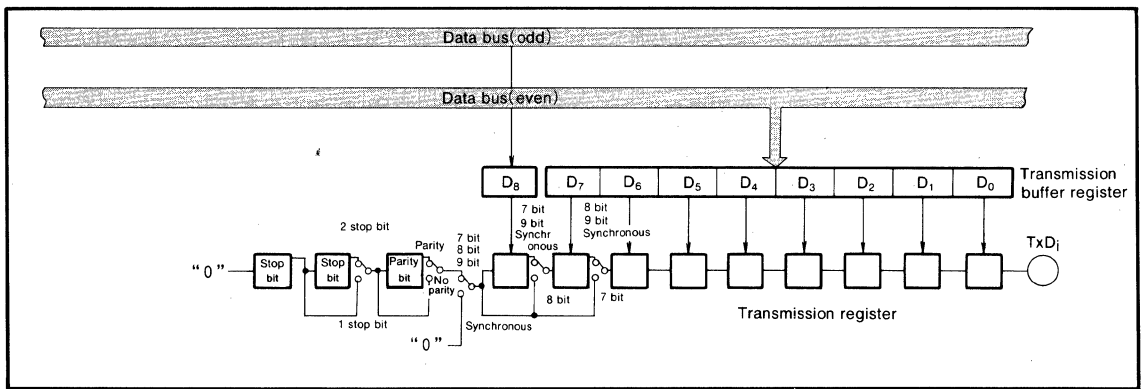 Data bus(odd)
Data bus(even)
D8 D7 D6 D5 D4 D3 D2 D1 D0
Transmission
buffer register
2 stop bit
7 bit
8 bit
9 bit
7 bit
9 bit
Synchr
onous
8 bit
9 bit
Synchronous
Parity
TxDi
"0"
Stop
bit
Stop
bit
Parity
bit
No
parity
1 stop bit
"0"
Synchronous
8 bit
7 bit
Transmission register